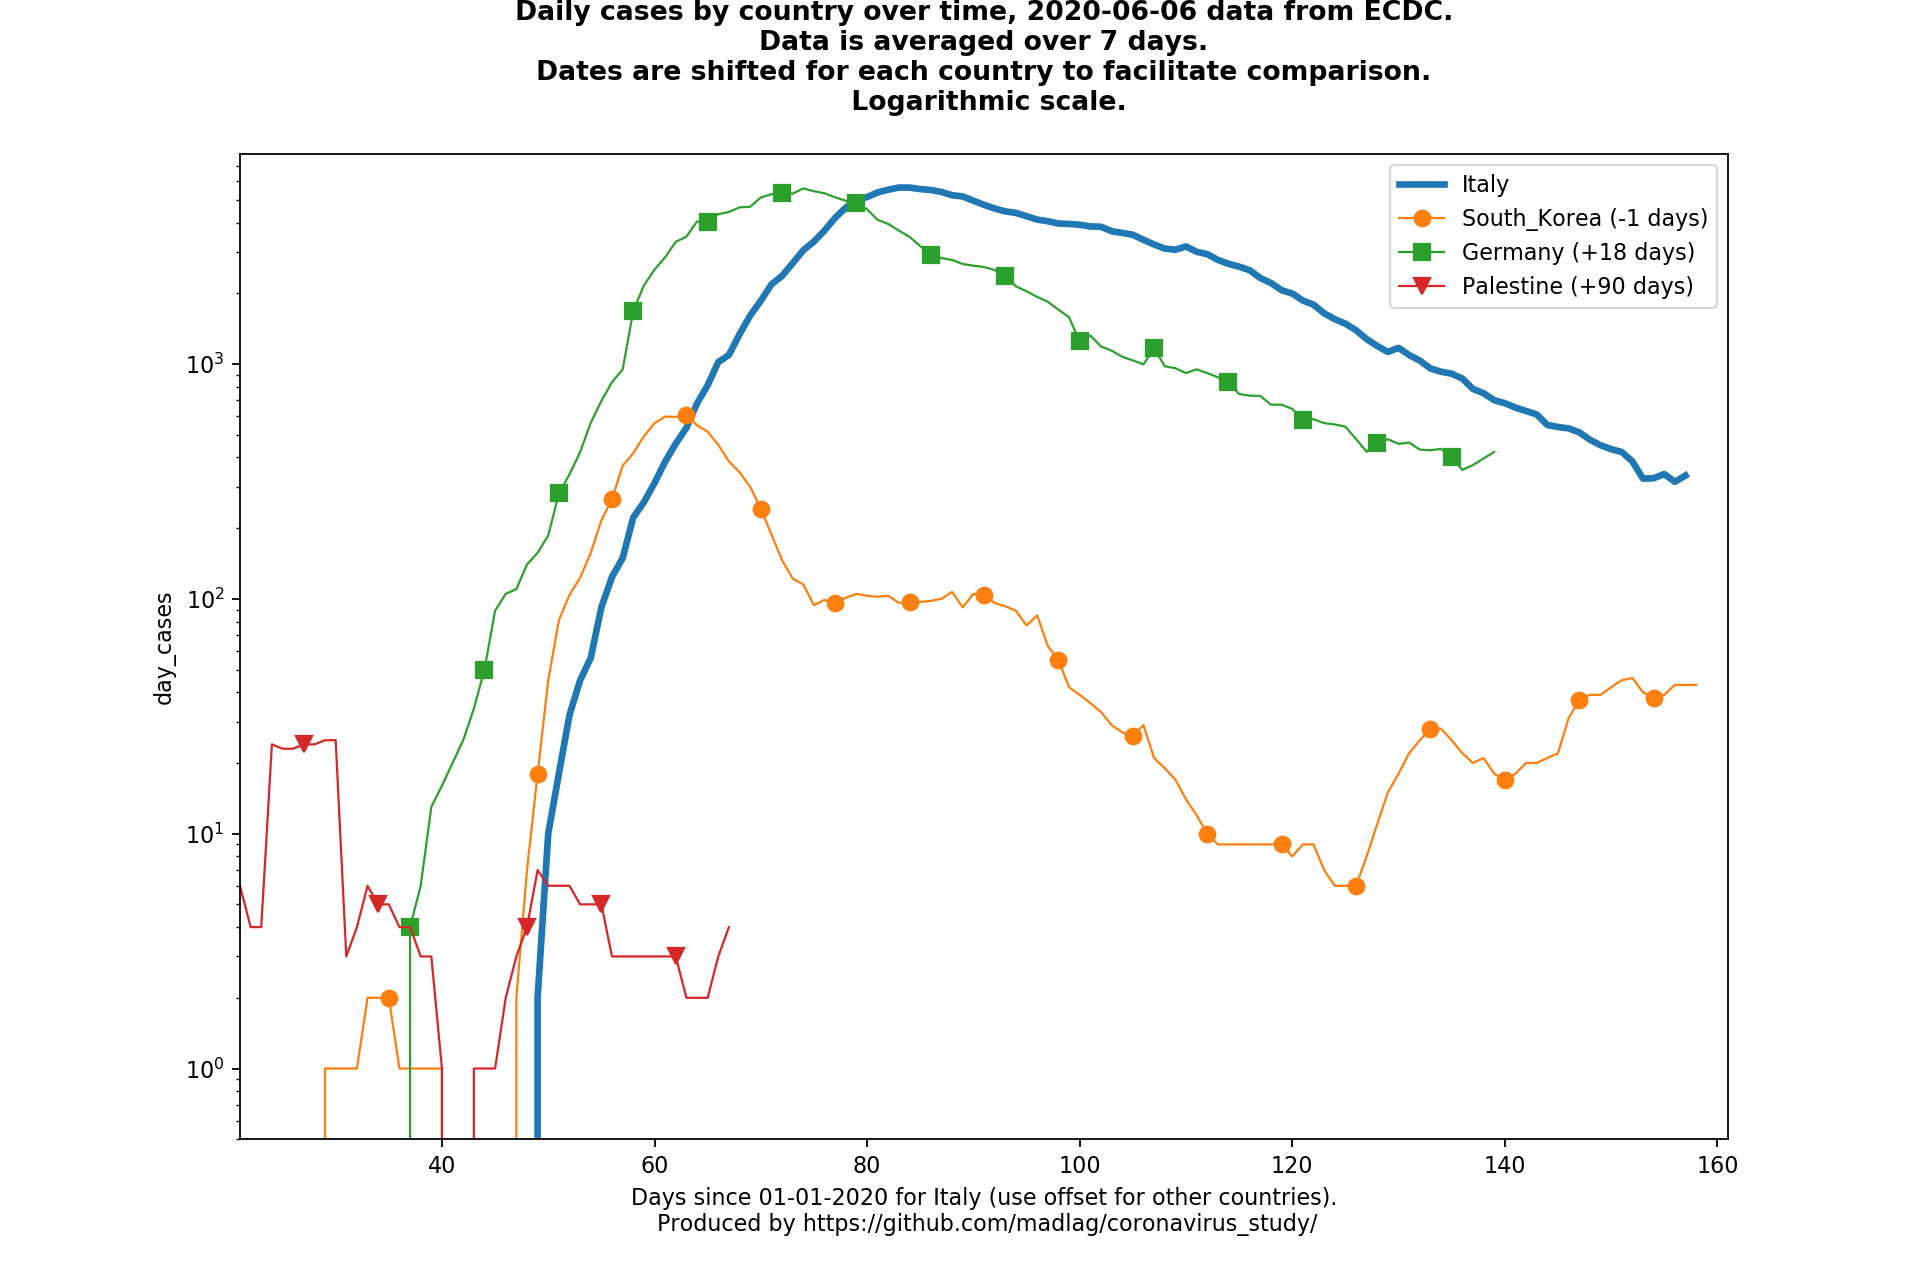 Daily cases by country over time, 2020-06-06 data from ECDC.
Data is averaged over 7 days.
Dates are shifted for each country to facilitate comparison.
Logarithmic scale.
Italy
South_Korea (-1 days)
Germany (+18 days)
Palestine (+90 days)
day_cases
10³
10²
10¹
10⁰
40 60 80 100 120 140 160
Days since 01-01-2020 for Italy (use offset for other countries).
Produced by https://github.com/madlag/coronavirus_study/